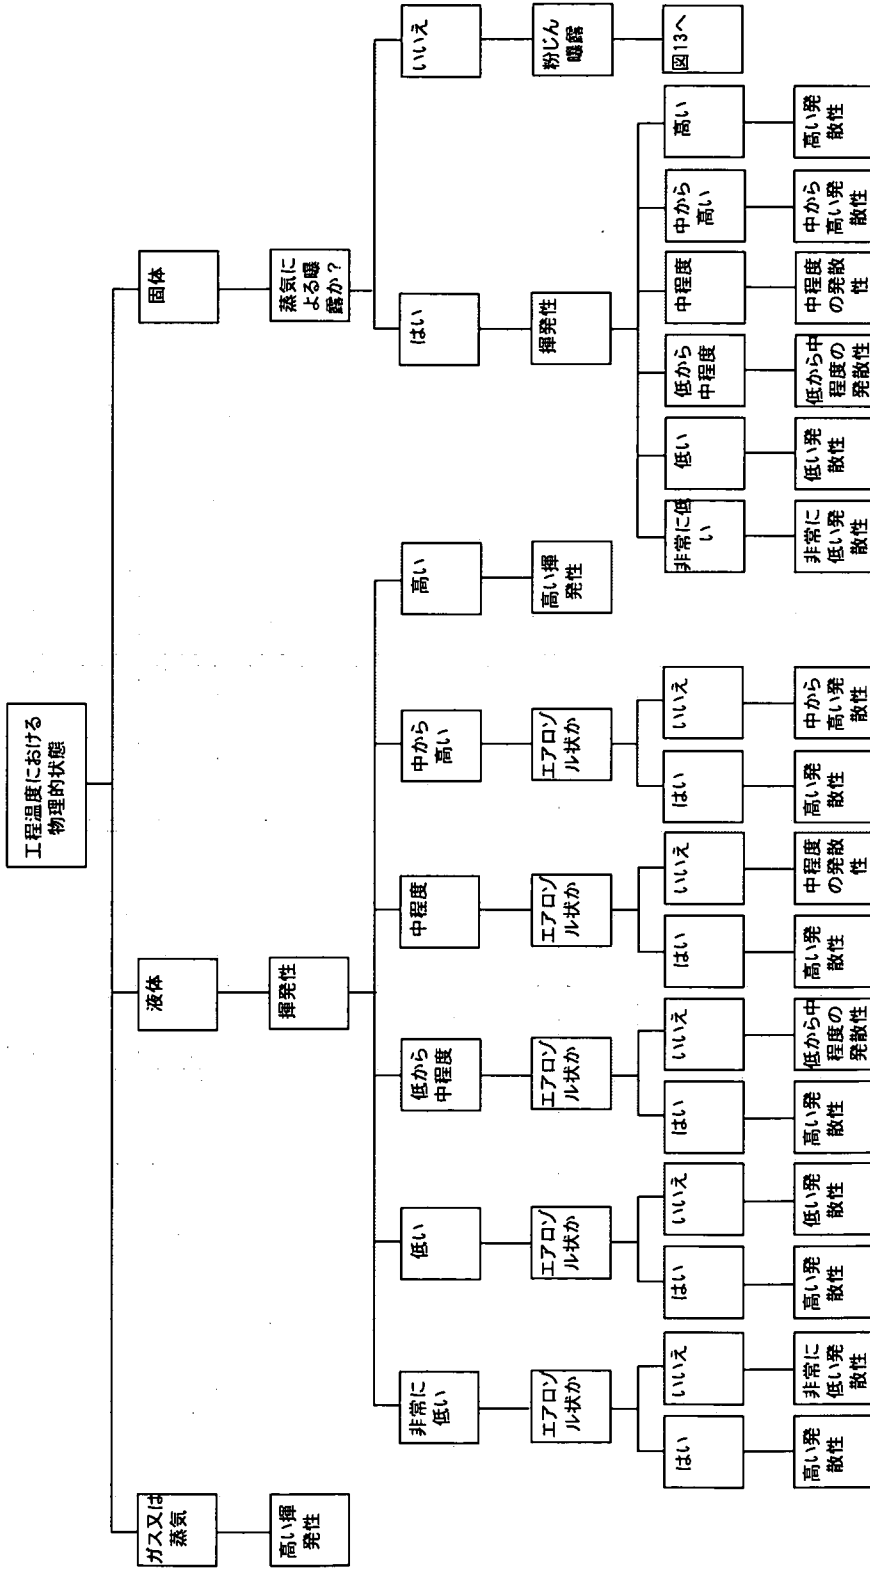 工程温度における
物理的状態
ガス又は
蒸気
液体
固体
高い揮
発性
揮発性
蒸気に
よる曝
露か？
非常に
低い
低い
低から
中程度
中程度
中から
高い
高い
はい
いいえ
エアロゾ
ル状か
エアロゾ
ル状か
エアロゾ
ル状か
エアロゾ
ル状か
エアロゾ
ル状か
高い揮
発性
揮発性
粉じん
曝露
はい
いいえ
はい
いいえ
はい
いいえ
はい
いいえ
はい
いいえ
非常に低
い
低い
低から
中程度
中程度
中から
高い
高い
図13へ
高い発
散性
非常に
低い発
散性
高い発
散性
低い発
散性
高い発
散性
低から中
程度の
発散性
高い発
散性
中程度
の発散
性
高い発
散性
中から
高い発
散性
非常に
低い発
散性
低い発
散性
低から中
程度の
発散性
中程度
の発散
性
中から
高い発
散性
高い発
散性